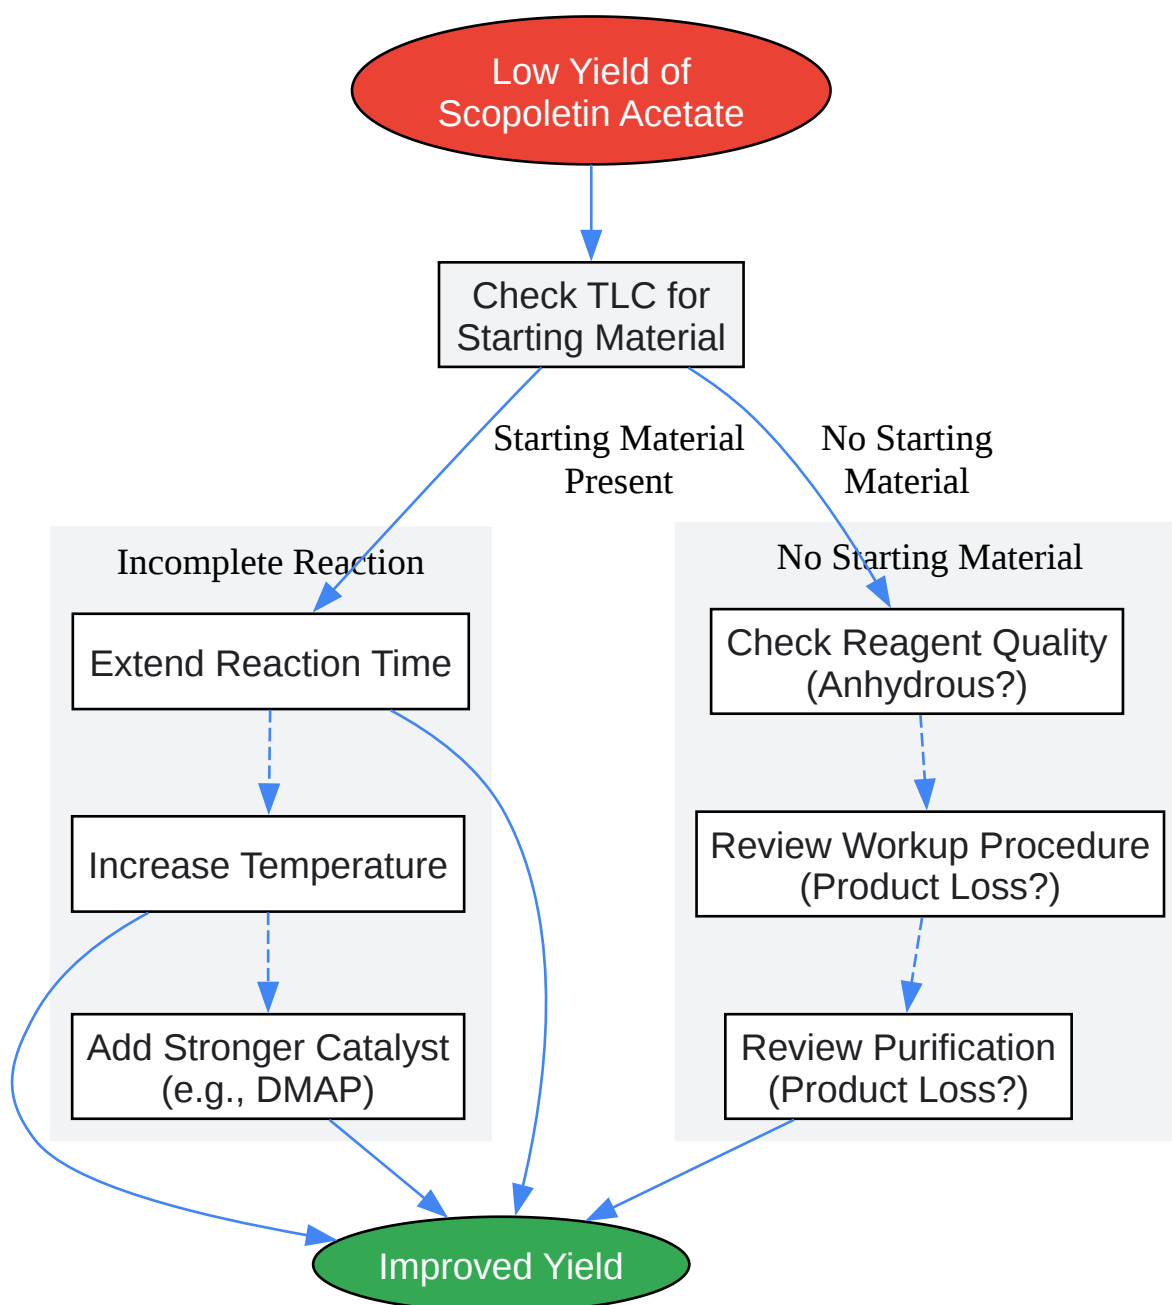 Low Yield of
Scopoletin Acetate
Check TLC for
Starting Material
Starting Material
Present
No Starting
Material
Incomplete Reaction
Extend Reaction Time
Increase Temperature
Add Stronger Catalyst
(e.g., DMAP)
No Starting Material
Check Reagent Quality
(Anhydrous?)
Review Workup Procedure
(Product Loss?)
Review Purification
(Product Loss?)
Improved Yield